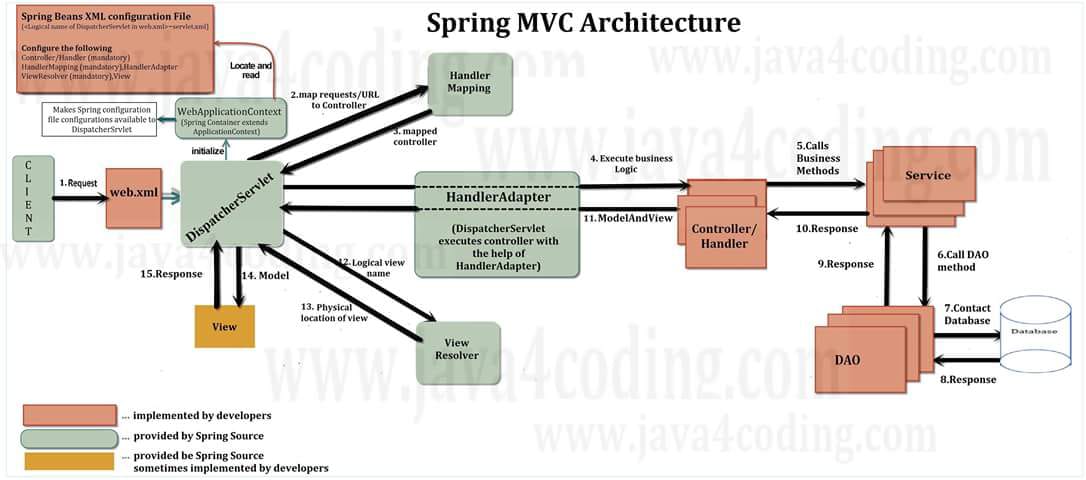 Spring MVC Architecture
Spring Beans XML configuration File
(<Logical name of DispatcherServlet in web.xml>–servlet.xml)
Configure the following
Controller/Handler (mandatory)
HandlerMapping (mandatory),HandlerAdapter
ViewResolver (mandatory),View
Locate and
read
Makes Spring configuration
file configurations available to
DispatcherSrvlet
WebApplicationContext
(Spring Container extends
ApplicationContext)
initialize
2.map requests/URL
to Controller
Handler
Mapping
3. mapped
controller
CLIENT
1.Request
web.xml
DispatcherServlet
HandlerAdapter
(DispatcherServlet
executes controller with
the help of
HandlerAdapter)
4. Execute business
Logic
11.ModelAndView
Controller/
Handler
5.Calls
Business
Methods
10.Response
Service
9.Response
6.Call DAO
method
DAO
7.Contact
Database
8.Response
Database
12.Logical view
name
13. Physical
location of view
View
Resolver
15.Response
14. Model
View
... implemented by developers
... provided by Spring Source
... provided be Spring Source
sometimes implemented by developers
www.java4coding.com
www.java4coding.com
www.java4coding.com
www.java4coding.com
www.java4coding.com
www.java4coding.com